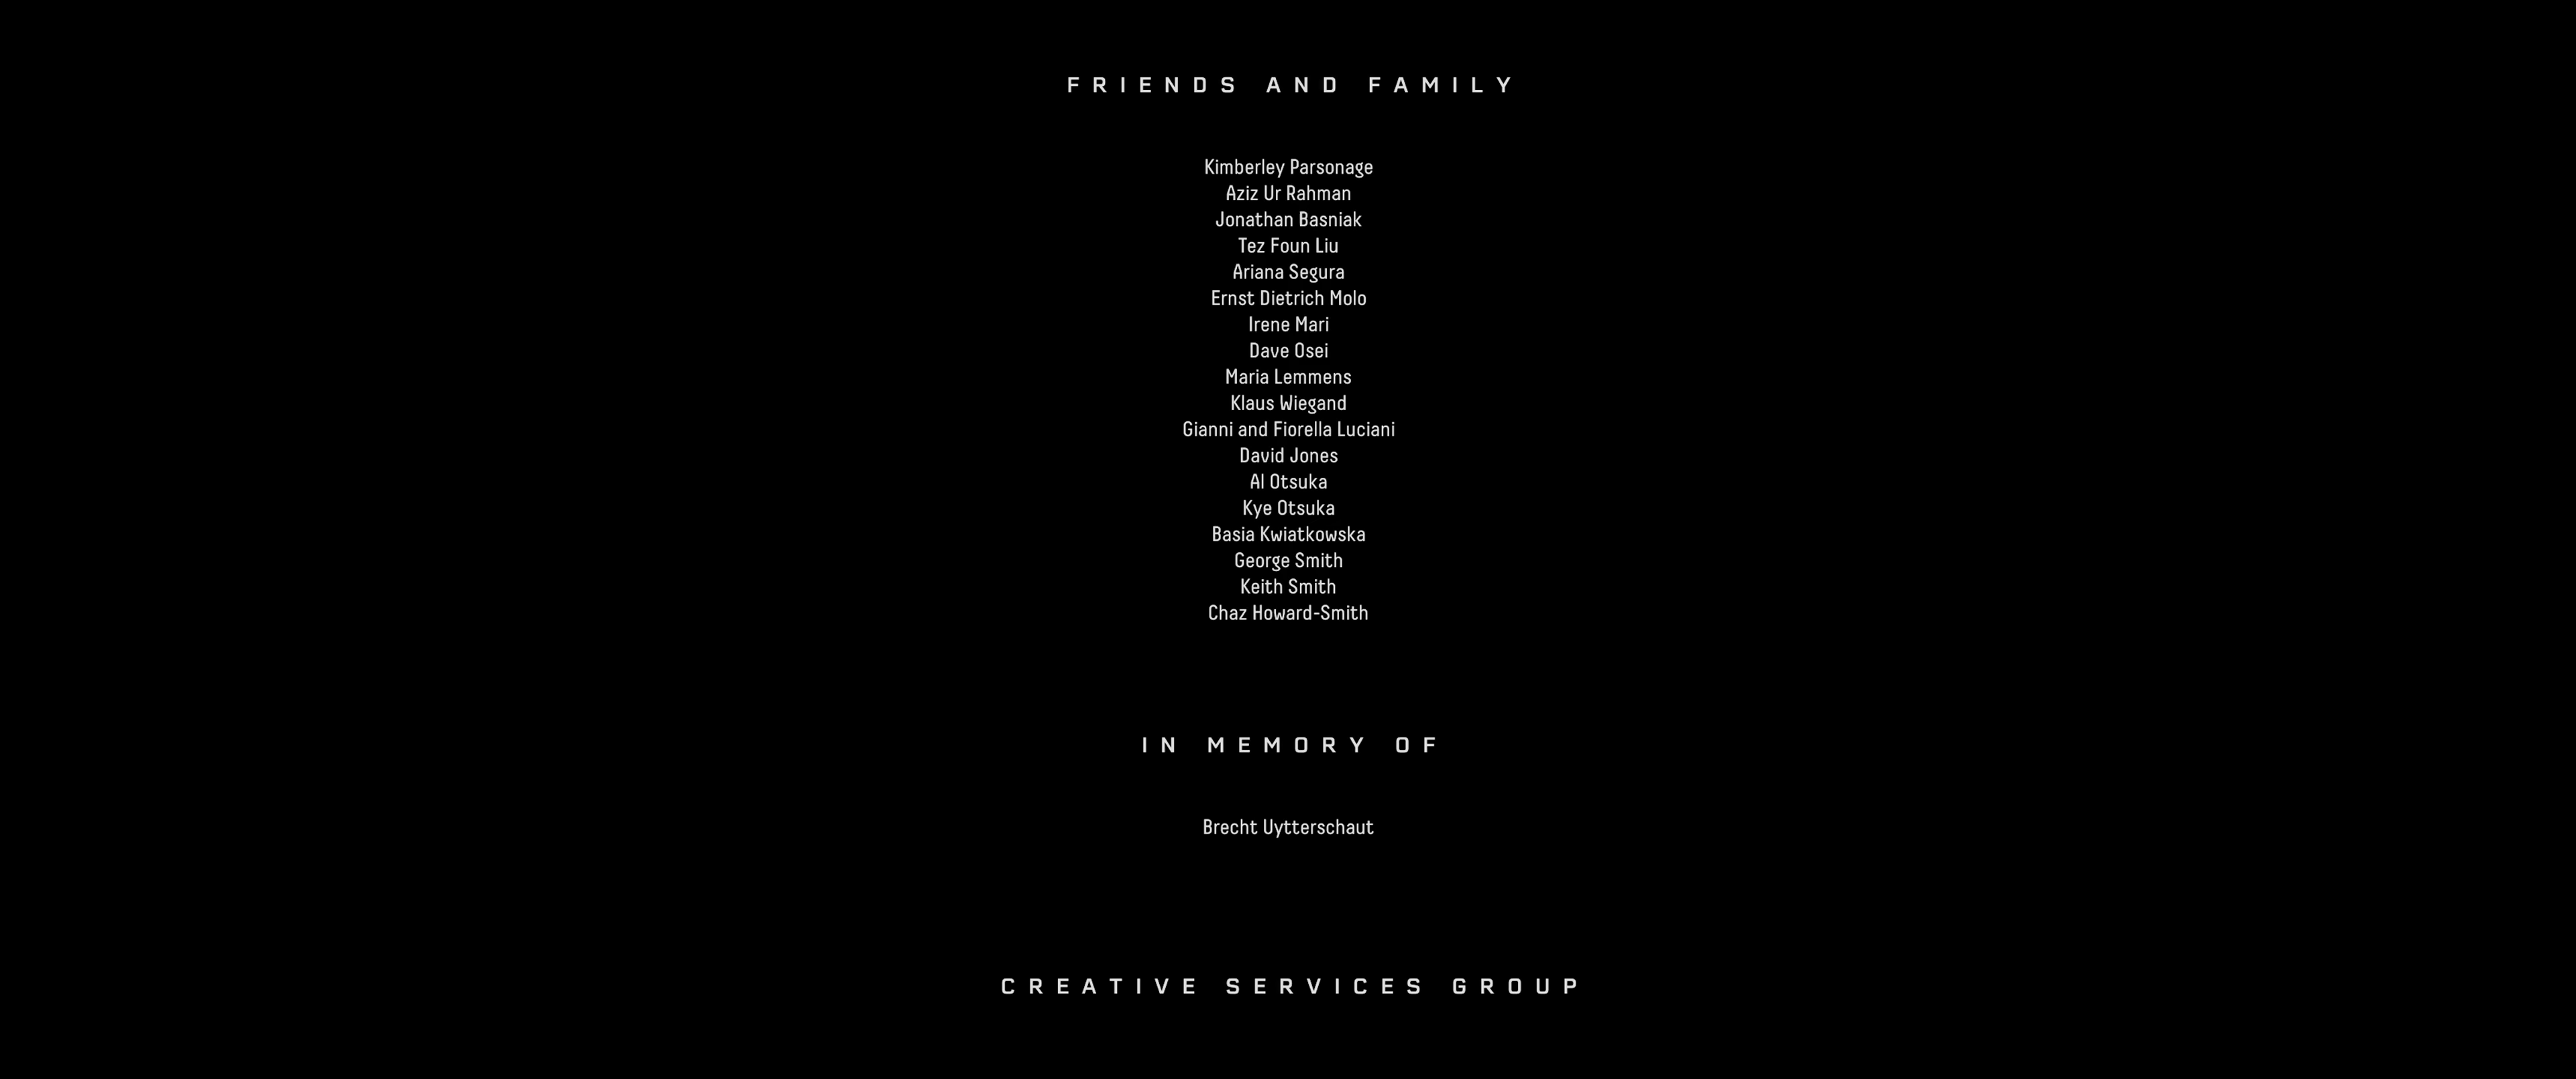 FRIENDS AND FAMILY
Kimberley Parsonage
Aziz Ur Rahman
Jonathan Basniak
Tez Foun Liu
Ariana Segura
Ernst Dietrich Molo
Irene Mari
Dave Osei
Maria Lemmens
Klaus Wiegand
Gianni and Fiorella Luciani
David Jones
Al Otsuka
Kye Otsuka
Basia Kwiatkowska
George Smith
Keith Smith
Chaz Howard-Smith
IN MEMORY OF
Brecht Uytterschaut
CREATIVE SERVICES GROUP